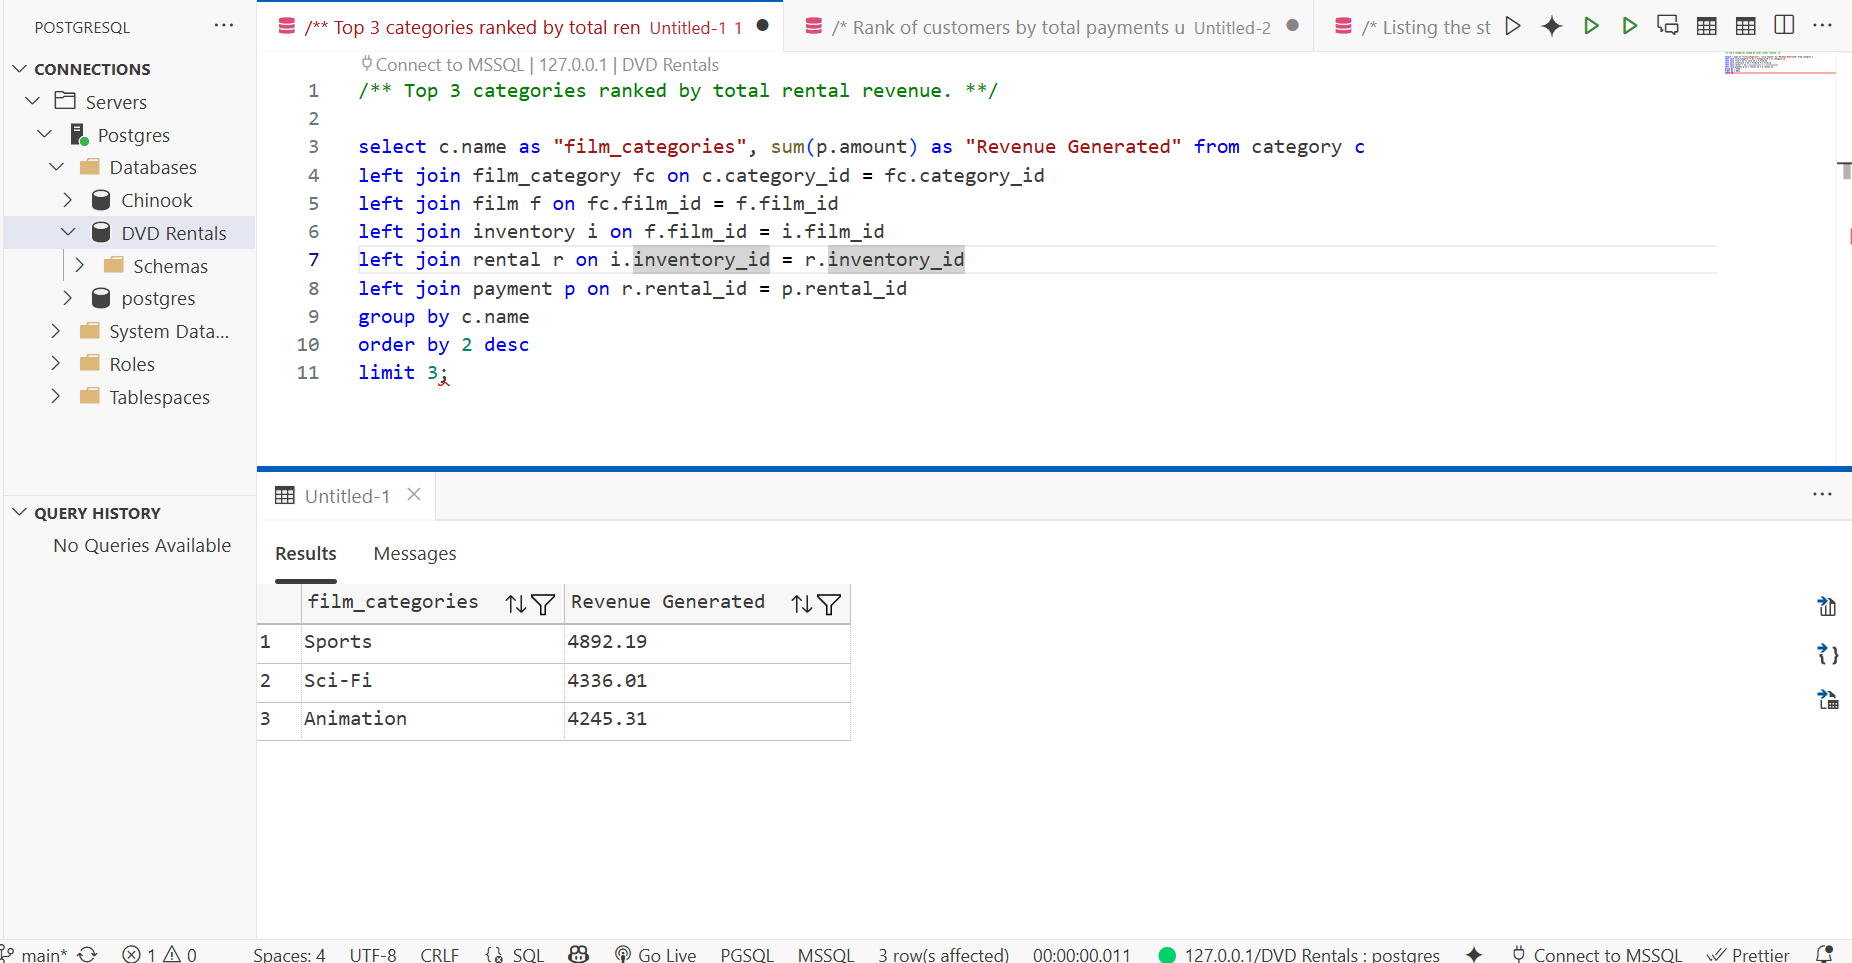 POSTGRESQL
CONNECTIONS
Servers
Postgres
Databases
Chinook
DVD Rentals
Schemas
postgres
System Data...
Roles
Tablespaces
QUERY HISTORY
No Queries Available
/** Top 3 categories ranked by total ren Untitled-1 1
/* Rank of customers by total payments u Untitled-2
/* Listing the st
Connect to MSSQL | 127.0.0.1 | DVD Rentals
1 /** Top 3 categories ranked by total rental revenue. **/
2
3 select c.name as "film_categories", sum(p.amount) as "Revenue Generated" from category c
4 left join film_category fc on c.category_id = fc.category_id
5 left join film f on fc.film_id = f.film_id
6 left join inventory i on f.film_id = i.film_id
7 left join rental r on i.inventory_id = r.inventory_id
8 left join payment p on r.rental_id = p.rental_id
9 group by c.name
10 order by 2 desc
11 limit 3;
Untitled-1
Results Messages
film_categories Revenue Generated
1 Sports 4892.19
2 Sci-Fi 4336.01
3 Animation 4245.31
main* 1 0 Spaces: 4 UTF-8 CRLF SQL Go Live PGSQL MSSQL 3 row(s affected) 00:00:00.011 127.0.0.1/DVD Rentals : postgres Connect to MSSQL Prettier